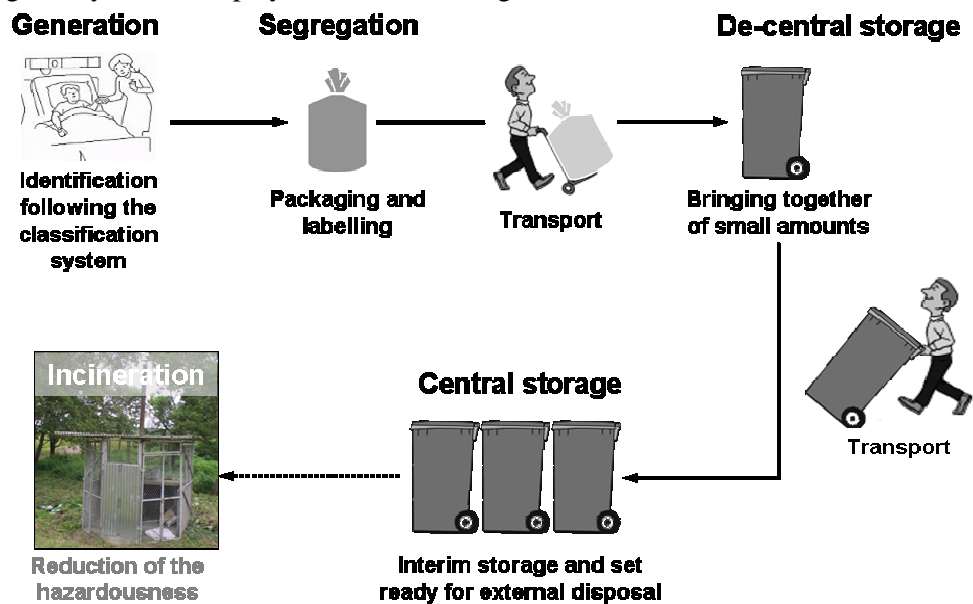 Generation
Segregation
De-central storage
Identification
following the
classification
system
Packaging and
labelling
Transport
Bringing together
of small amounts
Transport
Central storage
Incineration
Interim storage and set
ready for external disposal
Reduction of the
hazardousness